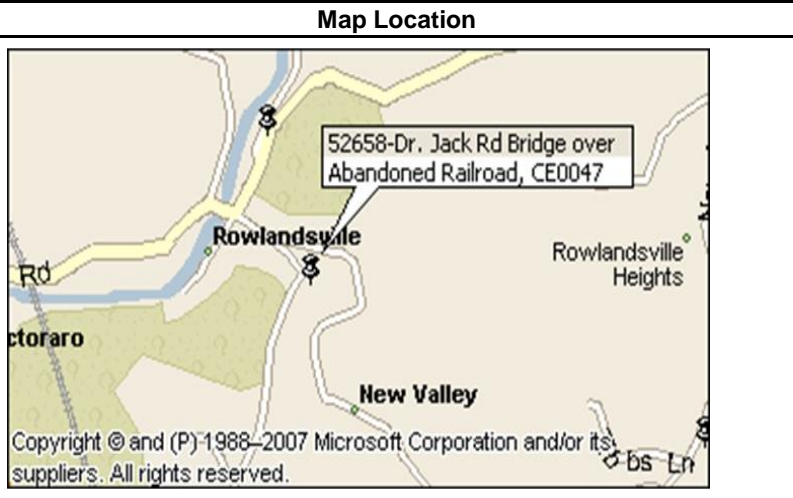 Map Location
52658-Dr. Jack Rd Bridge over
Abandoned Railroad, CE0047
Rowlandsville
Rowlandsville
Heights
Rd
ctoraro
New Valley
bs Ln
Copyright © and (P) 1988–2007 Microsoft Corporation and/or its
suppliers. All rights reserved.